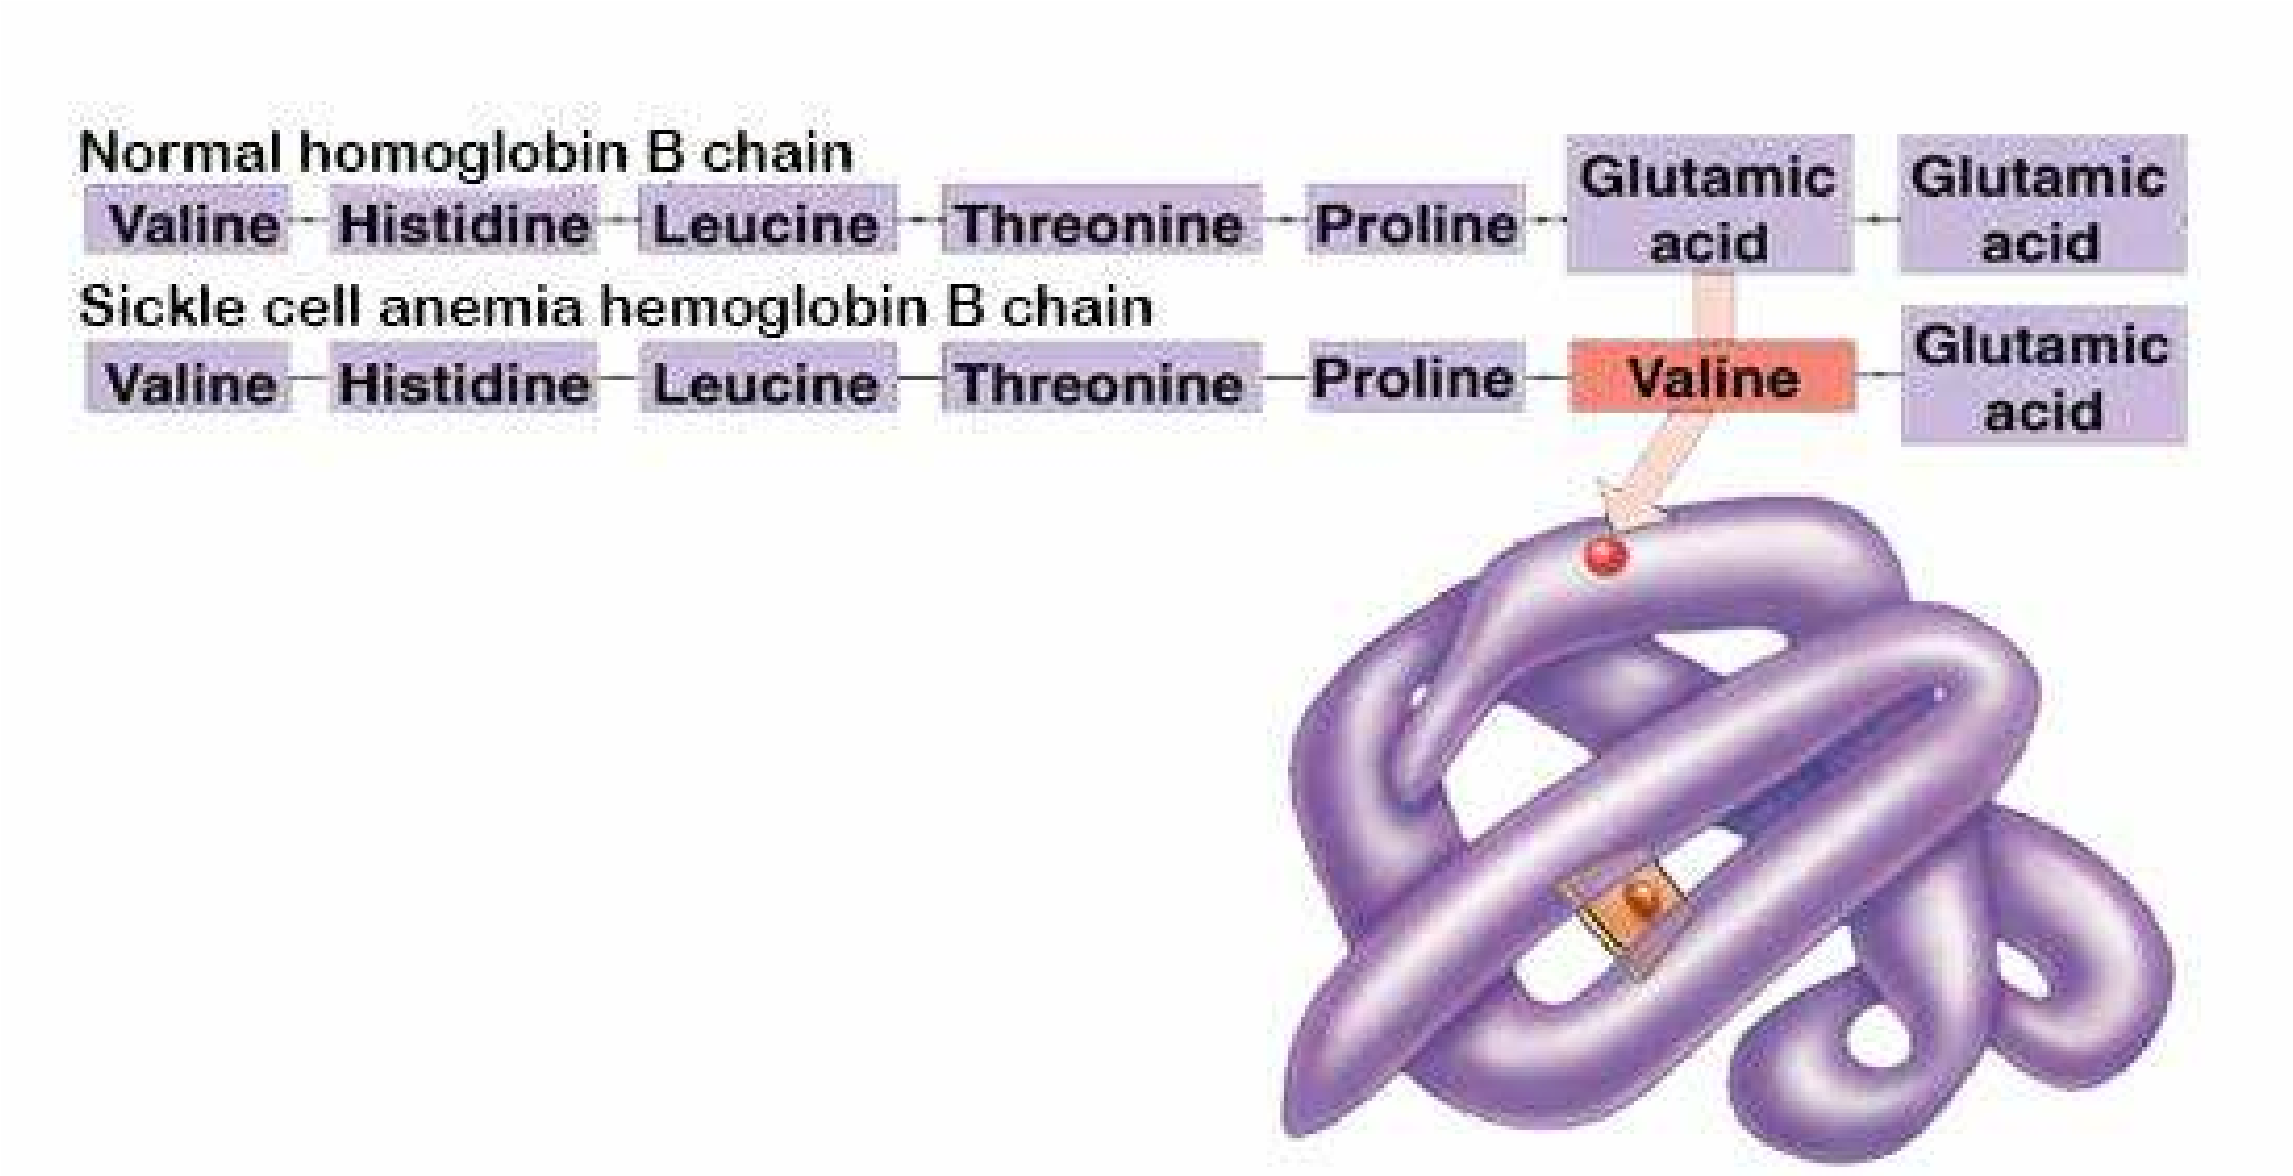 Normal homoglobin B chain
Valine Histidine Leucine Threonine Proline Glutamic acid Glutamic acid
Sickle cell anemia hemoglobin B chain
Valine Histidine Leucine Threonine Proline Valine Glutamic acid